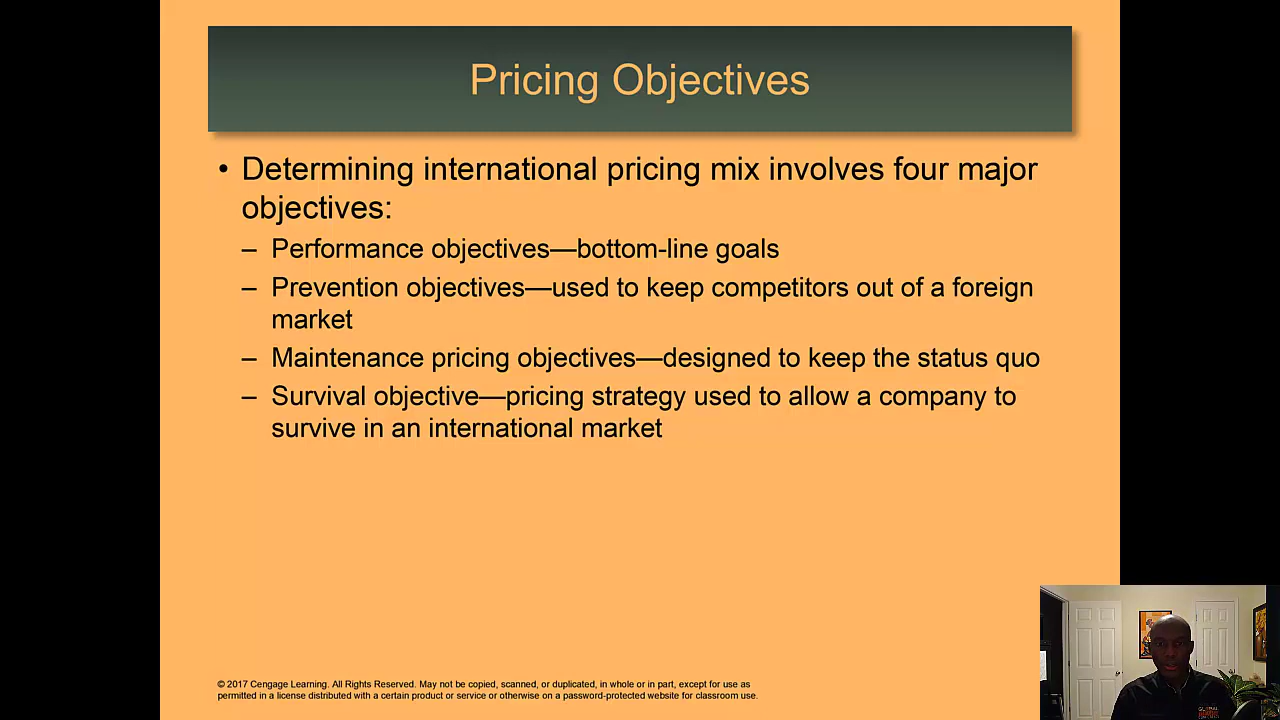 Pricing Objectives
• Determining international pricing mix involves four major
objectives:
– Performance objectives—bottom-line goals
– Prevention objectives—used to keep competitors out of a foreign
market
– Maintenance pricing objectives—designed to keep the status quo
– Survival objective—pricing strategy used to allow a company to
survive in an international market
© 2017 Cengage Learning. All Rights Reserved. May not be copied, scanned, or duplicated, in whole or in part, except for use as
permitted in a license distributed with a certain product or service or otherwise on a password-protected website for classroom use.
GLOBAL